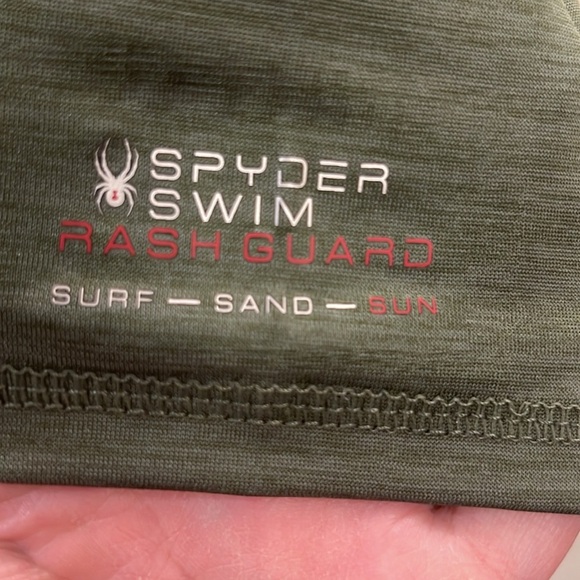 SPYDER
SWIM
RASH GUARD
SURF — SAND — SUN